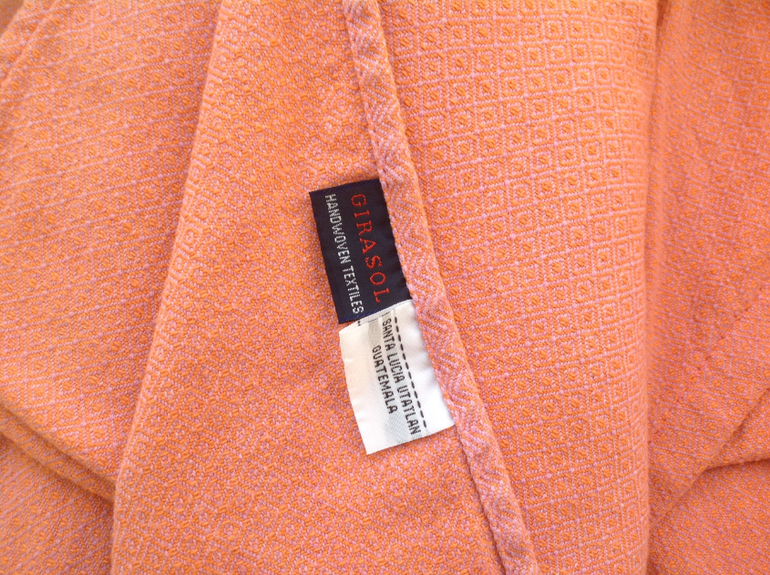 GIRASOL
HANDWOVEN TEXTILES
SANTA LUCIA UTATLAN
GUATEMALA